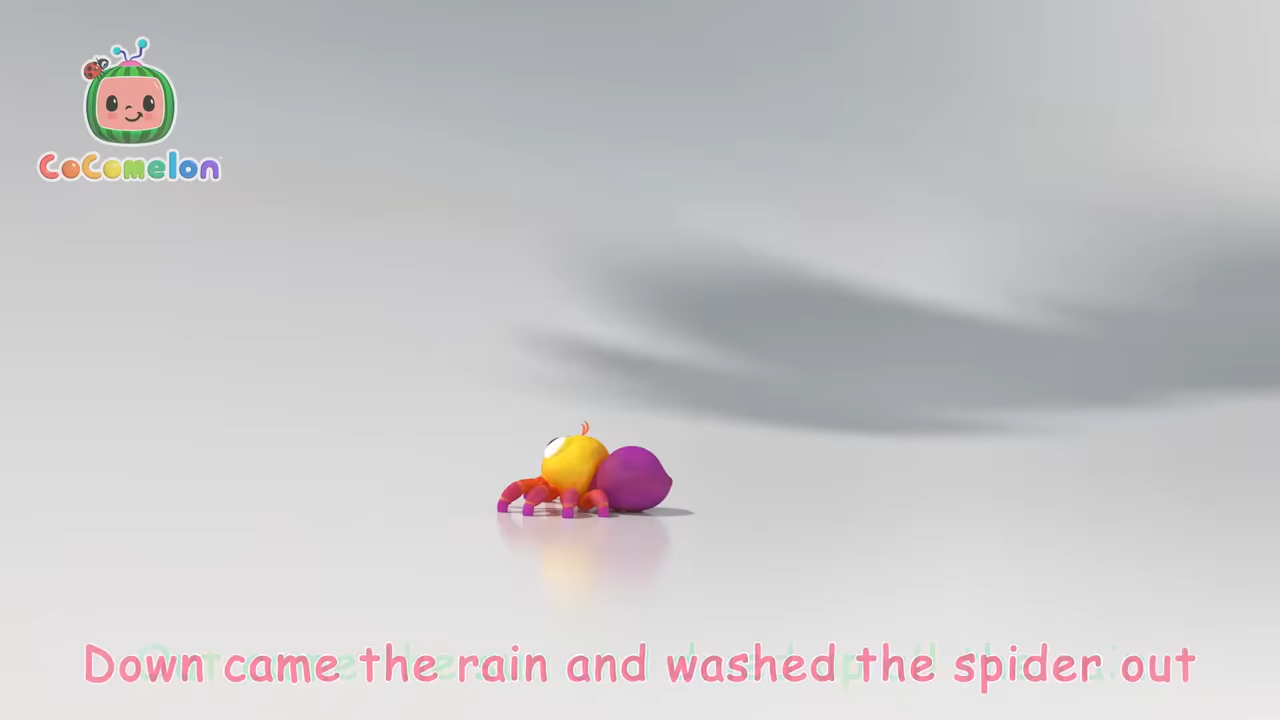 CoComelon
Down came the rain and washed the spider out